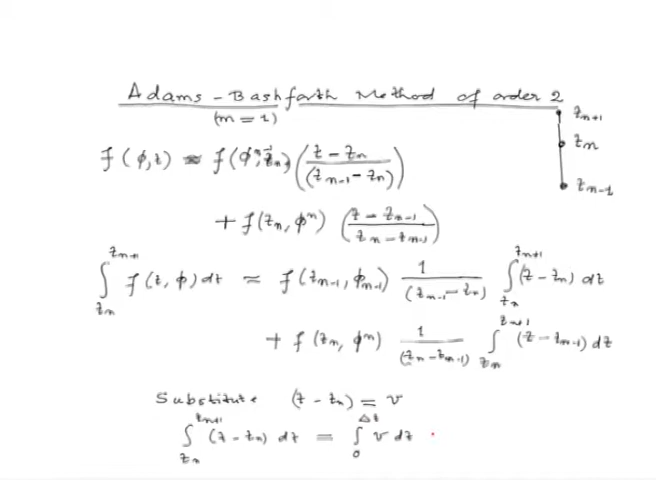 Adams - Bashforth Method of order 2
(m = 1)
t_{n+1}
t_n
t_{n-1}
f(ϕ,t) ≈ f(ϕ^n, t_n) ( (t - t_n) / (t_{n-1} - t_n) )
+ f(t_n, ϕ^n) ( (t - t_{n-1}) / (t_n - t_{n-1}) )
∫_{t_n}^{t_{n+1}} f(t, ϕ) dt ≈ f(t_{n-1}, ϕ_{n-1}) 1/(t_{n-1} - t_n) ∫_{t_n}^{t_{n+1}} (t - t_n) dt
+ f(t_n, ϕ^n) 1/(t_n - t_{n-1}) ∫_{t_n}^{t_{n+1}} (t - t_{n-1}) dt
Substitute (t - t_n) = v
∫_{t_n}^{t_{n+1}} (t - t_n) dt = ∫_0^{Δt} v dt